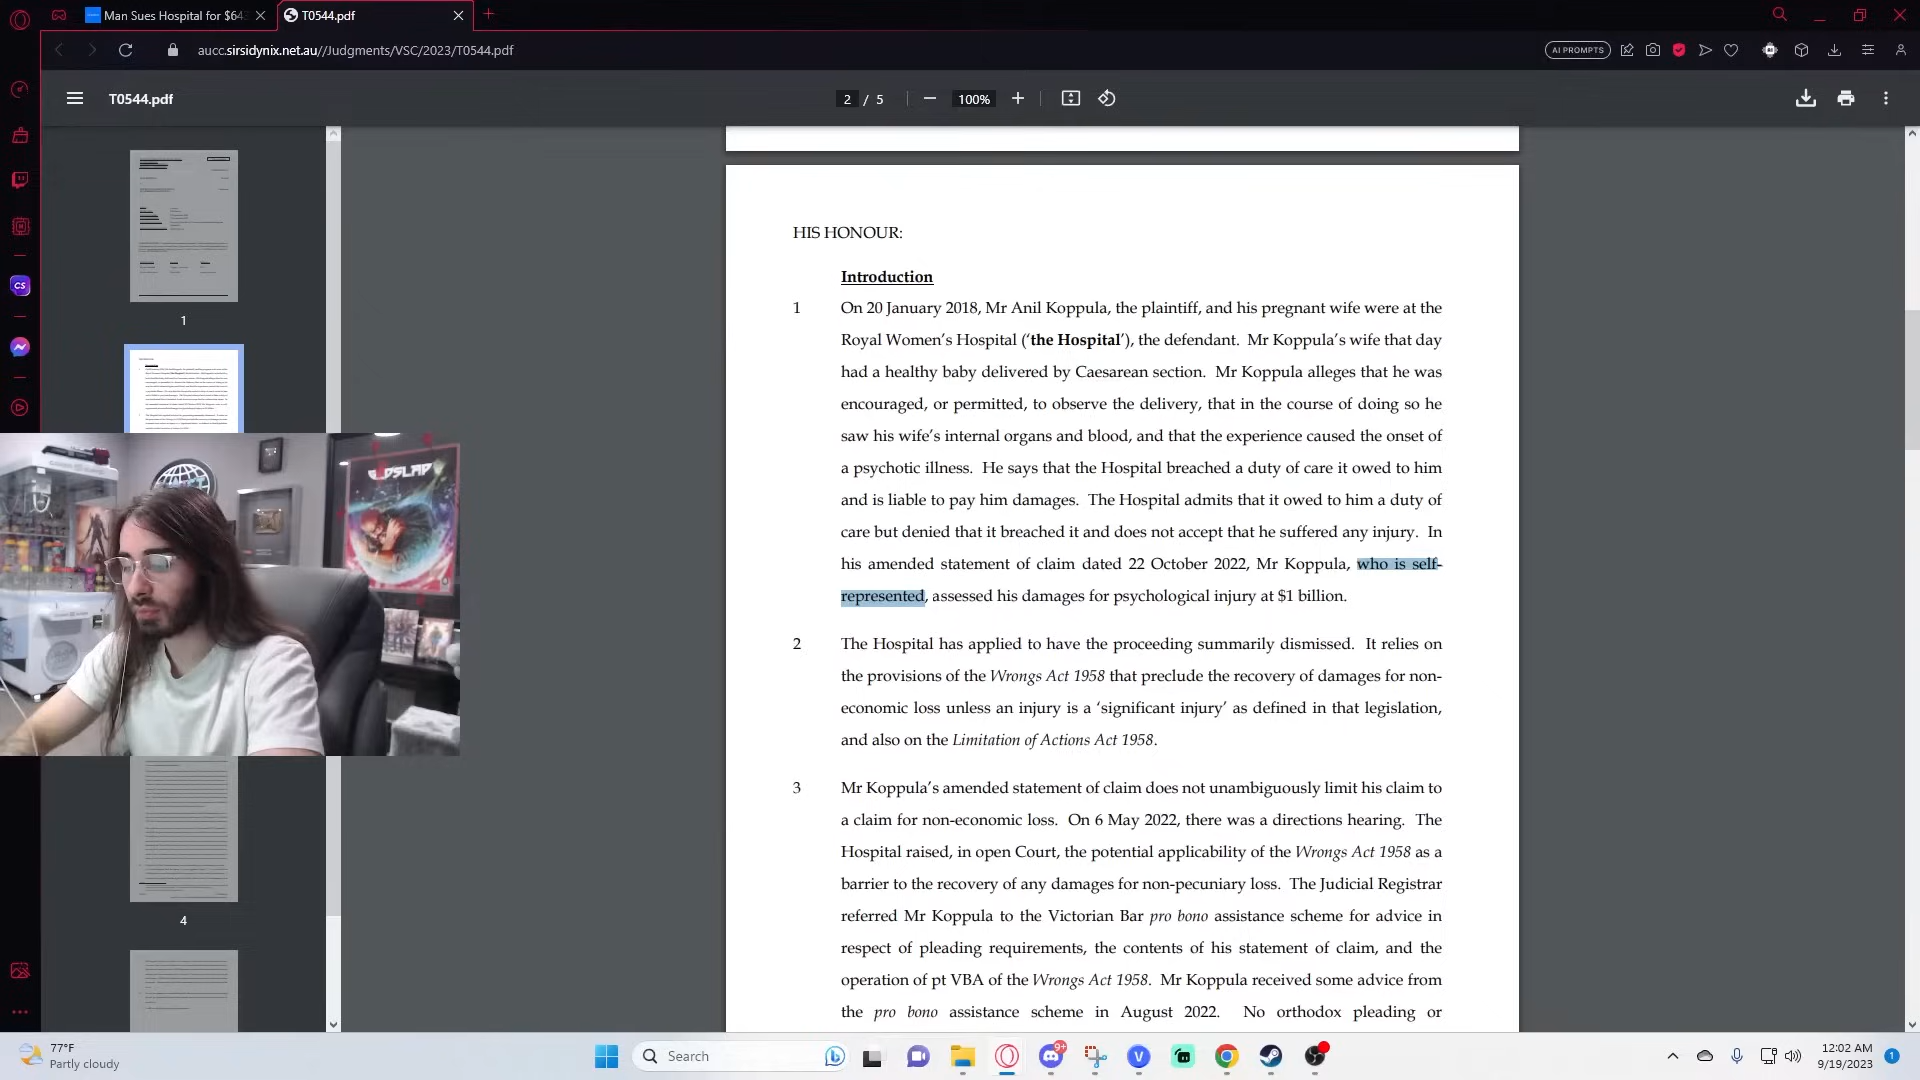 Man Sues Hospital for $64
T0544.pdf
aucc.sirsidynix.net.au//Judgments/VSC/2023/T0544.pdf
AI PROMPTS
T0544.pdf
2 / 5
100%
1
4
CS
HIS HONOUR:
Introduction
1 On 20 January 2018, Mr Anil Koppula, the plaintiff, and his pregnant wife were at the
Royal Women's Hospital ('the Hospital'), the defendant. Mr Koppula's wife that day
had a healthy baby delivered by Caesarean section. Mr Koppula alleges that he was
encouraged, or permitted, to observe the delivery, that in the course of doing so he
saw his wife's internal organs and blood, and that the experience caused the onset of
a psychotic illness. He says that the Hospital breached a duty of care it owed to him
and is liable to pay him damages. The Hospital admits that it owed to him a duty of
care but denied that it breached it and does not accept that he suffered any injury. In
his amended statement of claim dated 22 October 2022, Mr Koppula, who is self-
represented, assessed his damages for psychological injury at $1 billion.
2 The Hospital has applied to have the proceeding summarily dismissed. It relies on
the provisions of the Wrongs Act 1958 that preclude the recovery of damages for non-
economic loss unless an injury is a 'significant injury' as defined in that legislation,
and also on the Limitation of Actions Act 1958.
3 Mr Koppula's amended statement of claim does not unambiguously limit his claim to
a claim for non-economic loss. On 6 May 2022, there was a directions hearing. The
Hospital raised, in open Court, the potential applicability of the Wrongs Act 1958 as a
barrier to the recovery of any damages for non-pecuniary loss. The Judicial Registrar
referred Mr Koppula to the Victorian Bar pro bono assistance scheme for advice in
respect of pleading requirements, the contents of his statement of claim, and the
operation of pt VBA of the Wrongs Act 1958. Mr Koppula received some advice from
the pro bono assistance scheme in August 2022. No orthodox pleading or
GODSLAP
77°F
Partly cloudy
Search
9+
12:02 AM
9/19/2023
1